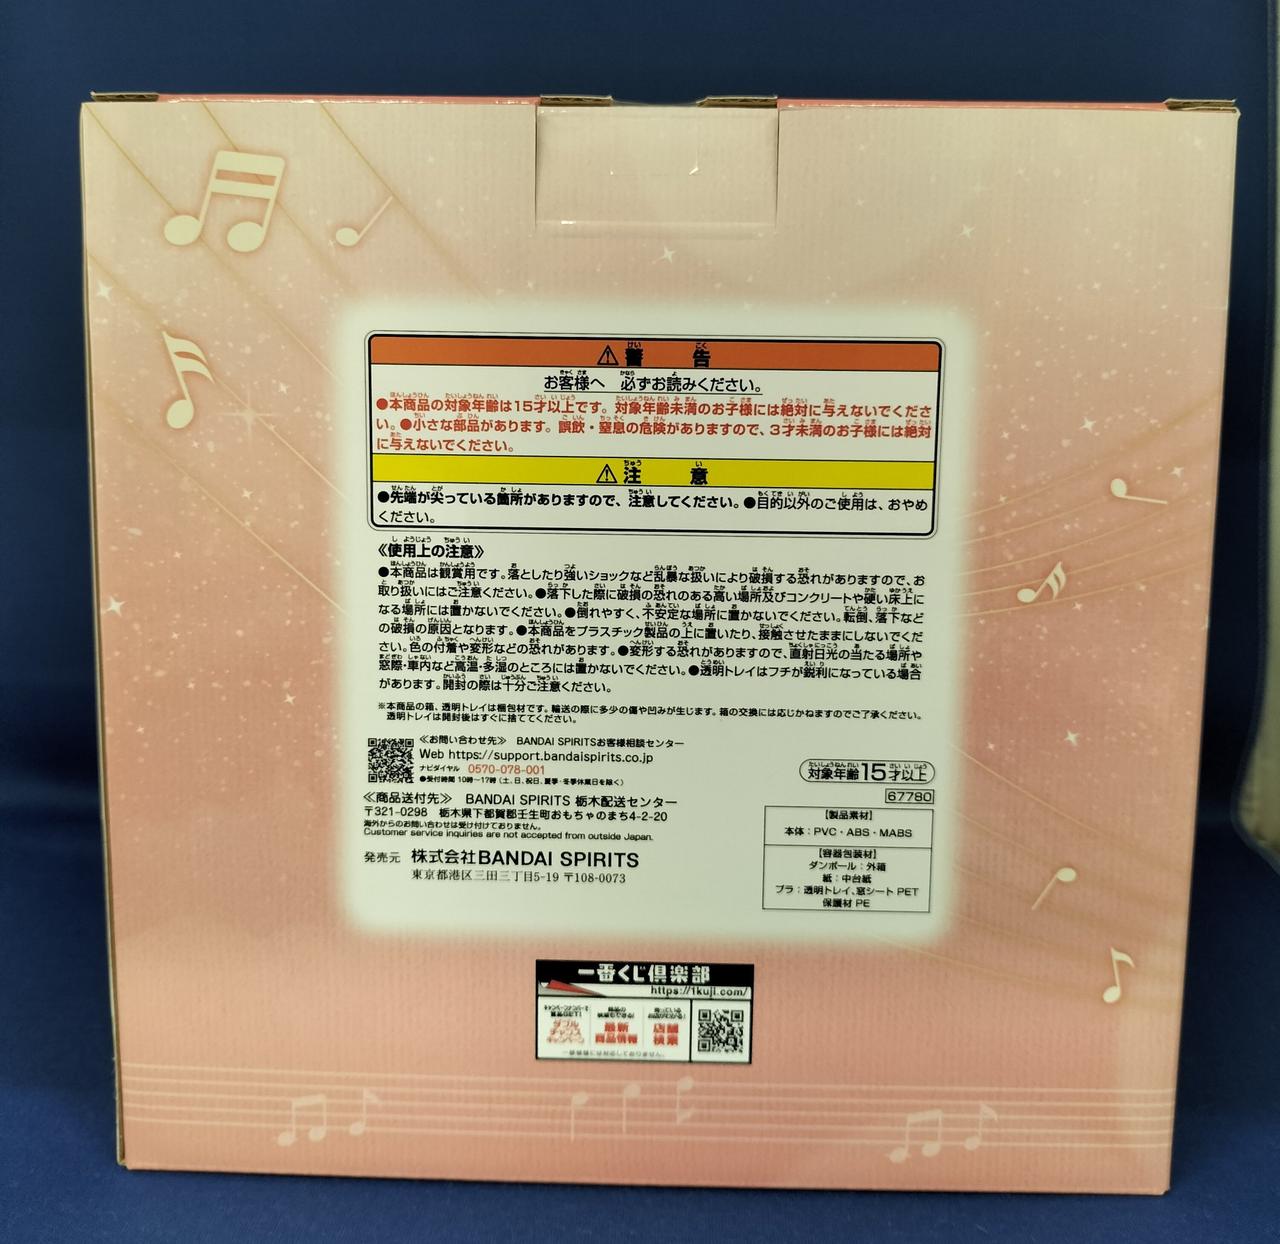 警告
お客様へ 必ずお読みください。
●本商品の対象年齢は15才以上です。対象年齢未満のお子様には絶対に与えないでくださ
い。●小さな部品があります。誤飲・窒息の危険がありますので、3才未満のお子様には絶対
に与えないでください。
注意
●先端が尖っている箇所がありますので、注意してください。●目的以外のご使用は、おやめ
ください。
《使用上の注意》
●本商品は観賞用です。落としたり強いショックなど乱暴な扱いにより破損する恐れがありますので、お
取り扱いにはご注意ください。●落下した際に破損の恐れのある高い場所及びコンクリートや硬い床上に
なる場所には置かないでください。●倒れやすく、不安定な場所に置かないでください。転倒、落下など
の破損の原因となります。●本商品をプラスチック製品の上に置いたり、接触させたままにしないでくだ
さい。色の付着や変形などの恐れがあります。●変形する恐れがありますので、直射日光の当たる場所や
窓際・車内など高温・多湿のところには置かないでください。●透明トレイはフチが鋭利になっている場合
があります。開封の際は十分ご注意ください。
※本商品の箱、透明トレイは梱包材です。輸送の際に多少の傷や凹みが生じます。箱の交換には応じかねますのでご了承ください。
透明トレイは開封後はすぐに捨ててください。
≪お問い合わせ先≫ BANDAI SPIRITSお客様相談センター
Web https://support.bandaispirits.co.jp
ナビダイヤル 0570-078-001
●受付時間 10時〜17時(土、日、祝日、夏季・冬季休業日を除く)
≪商品送付先≫ BANDAI SPIRITS 栃木配送センター
〒321-0298 栃木県下都賀郡壬生町おもちゃのまち4-2-20
海外からのお問い合わせは受け付けておりません。
Customer service inquiries are not accepted from outside Japan.
発売元 株式会社BANDAI SPIRITS
東京都港区三田三丁目5-19 〒108-0073
対象年齢15才以上
67780
【製品素材】
本体：PVC・ABS・MABS
【容器包装材】
ダンボール：外箱
紙：中台紙
プラ：透明トレイ、窓シート PET
保護材 PE
一番くじ倶楽部
https://1kuji.com/
ダブル
チャンス
キャンペーン
最新
商品情報
店舗
検索